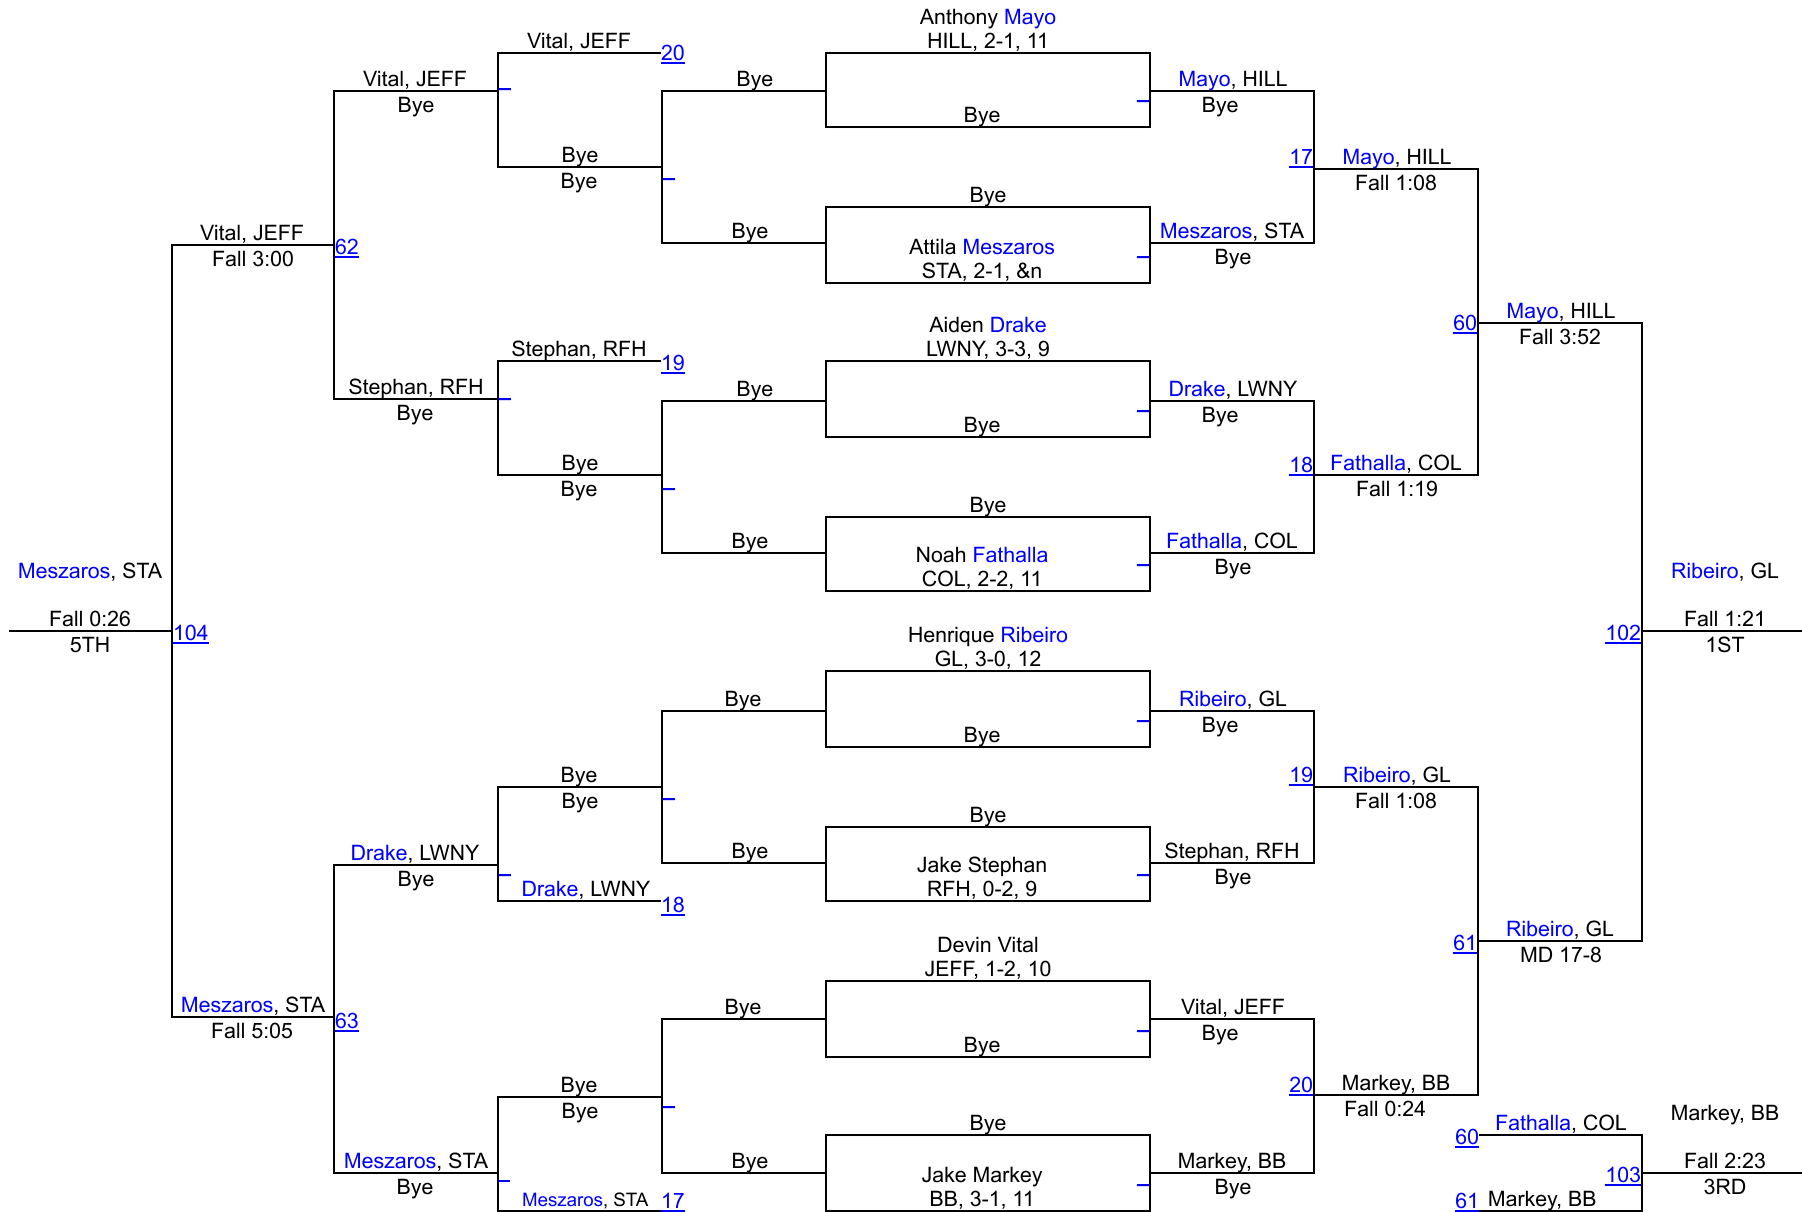 Anthony Mayo
HILL, 2-1, 11
Vital, JEFF
20
Vital, JEFF
Bye
Bye
Mayo, HILL
Bye
Bye
Bye
Bye
17
Mayo, HILL
Fall 1:08
Bye
Bye
Vital, JEFF
Fall 3:00
62
Bye
Attila Meszaros
STA, 2-1, &n
Meszaros, STA
Bye
Aiden Drake
LWNY, 3-3, 9
60
Mayo, HILL
Fall 3:52
Stephan, RFH
19
Stephan, RFH
Bye
Bye
Drake, LWNY
Bye
Bye
Bye
Bye
18
Fathalla, COL
Fall 1:19
Bye
Bye
Noah Fathalla
COL, 2-2, 11
Fathalla, COL
Bye
Meszaros, STA
Fall 0:26
5TH
104
Ribeiro, GL
Fall 1:21
1ST
102
Henrique Ribeiro
GL, 3-0, 12
Bye
Ribeiro, GL
Bye
Bye
Bye
Bye
19
Ribeiro, GL
Fall 1:08
Bye
Drake, LWNY
Bye
Drake, LWNY
18
Bye
Jake Stephan
RFH, 0-2, 9
Stephan, RFH
Bye
Devin Vital
JEFF, 1-2, 10
61
Ribeiro, GL
MD 17-8
Meszaros, STA
Fall 5:05
63
Bye
Vital, JEFF
Bye
Bye
Bye
Bye
20
Markey, BB
Fall 0:24
Bye
Meszaros, STA
Bye
Meszaros, STA
17
Bye
Jake Markey
BB, 3-1, 11
Markey, BB
Bye
60
Fathalla, COL
Markey, BB
Fall 2:23
3RD
103
61
Markey, BB